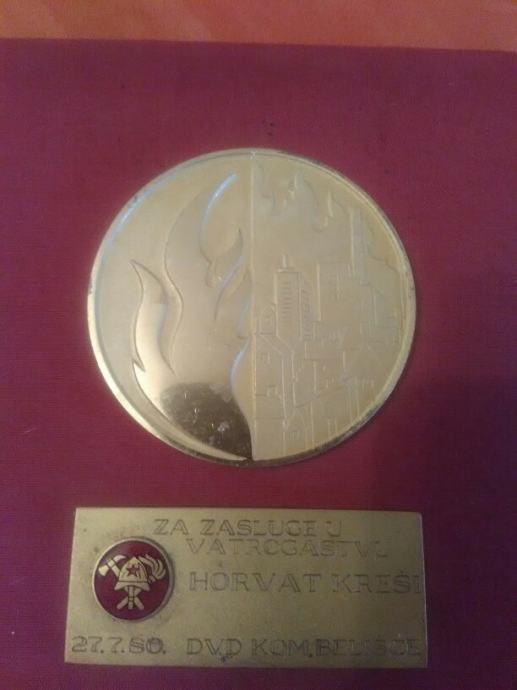 ZA ZASLUGE U
VATROGASTVU
HORVAT KREŠI
27.7.80. DVD KOM.BELIŠĆE